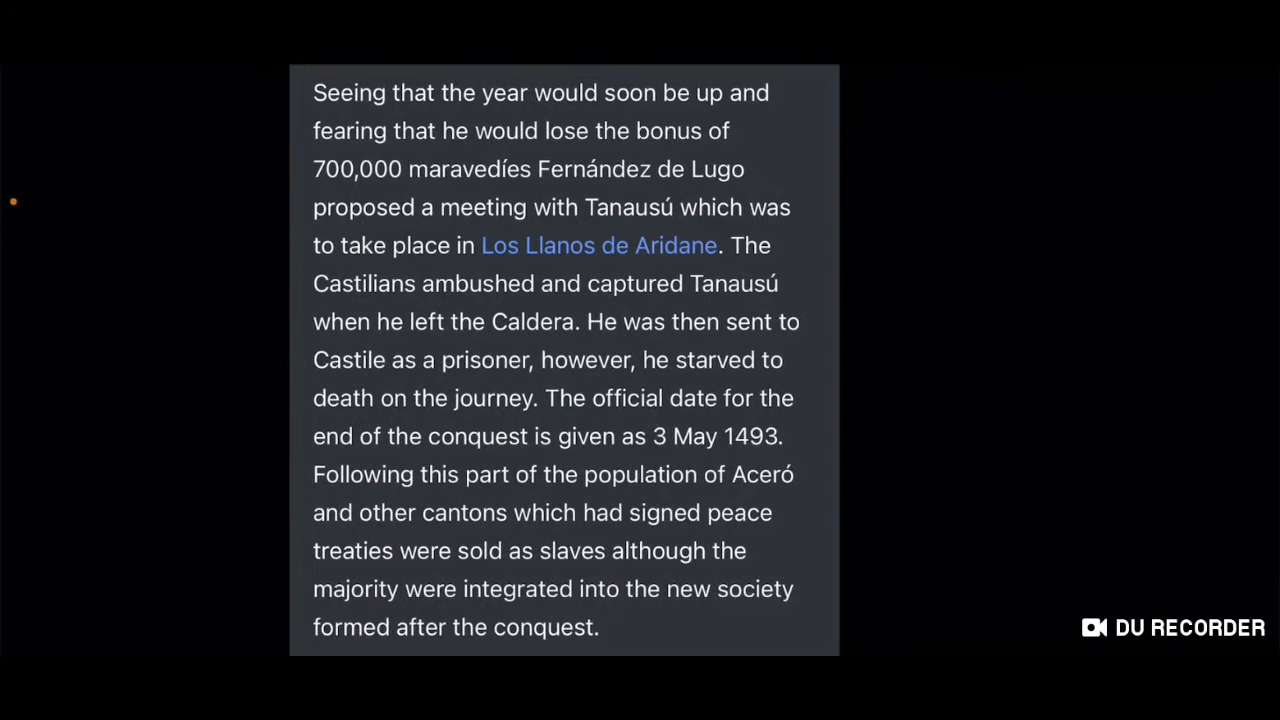 Seeing that the year would soon be up and
fearing that he would lose the bonus of
700,000 maravedíes Fernández de Lugo
proposed a meeting with Tanausú which was
to take place in Los Llanos de Aridane. The
Castilians ambushed and captured Tanausú
when he left the Caldera. He was then sent to
Castile as a prisoner, however, he starved to
death on the journey. The official date for the
end of the conquest is given as 3 May 1493.
Following this part of the population of Aceró
and other cantons which had signed peace
treaties were sold as slaves although the
majority were integrated into the new society
formed after the conquest.
DU RECORDER